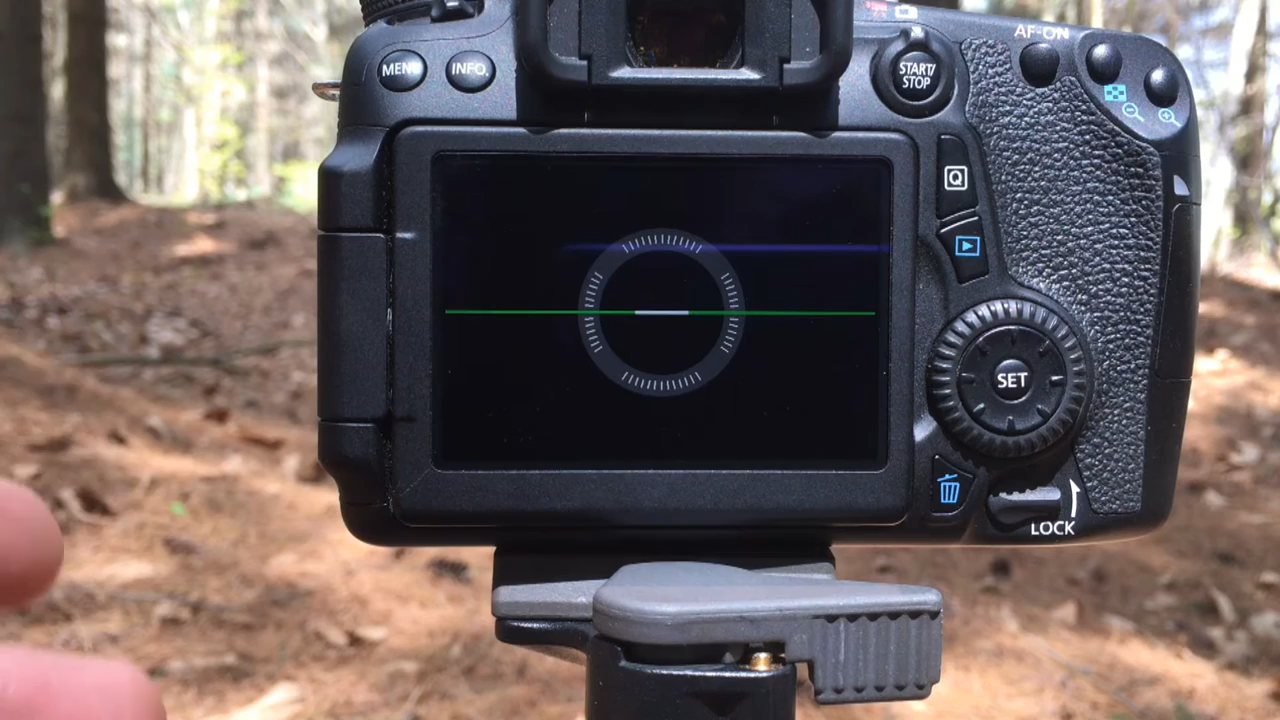 MENU
INFO.
START/
STOP
AF-ON
Q
SET
LOCK